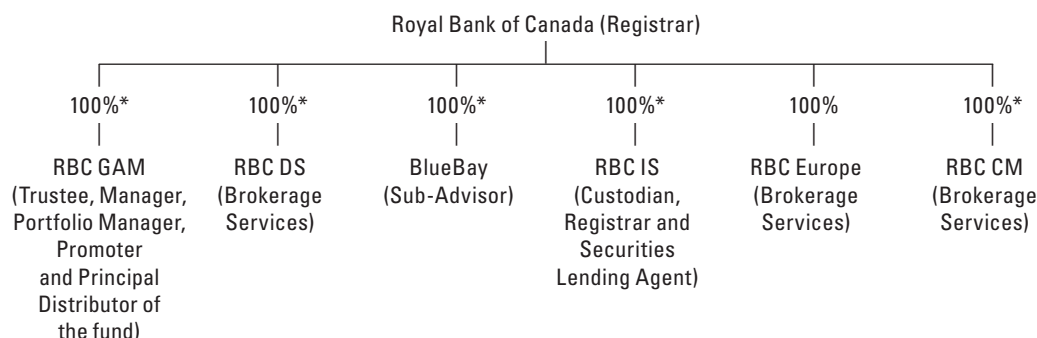 Royal Bank of Canada (Registrar)
100%*
100%*
100%*
100%*
100%
100%*
RBC GAM
(Trustee, Manager,
Portfolio Manager,
Promoter
and Principal
Distributor of
the fund)
RBC DS
(Brokerage
Services)
BlueBay
(Sub-Advisor)
RBC IS
(Custodian,
Registrar and
Securities
Lending Agent)
RBC Europe
(Brokerage
Services)
RBC CM
(Brokerage
Services)